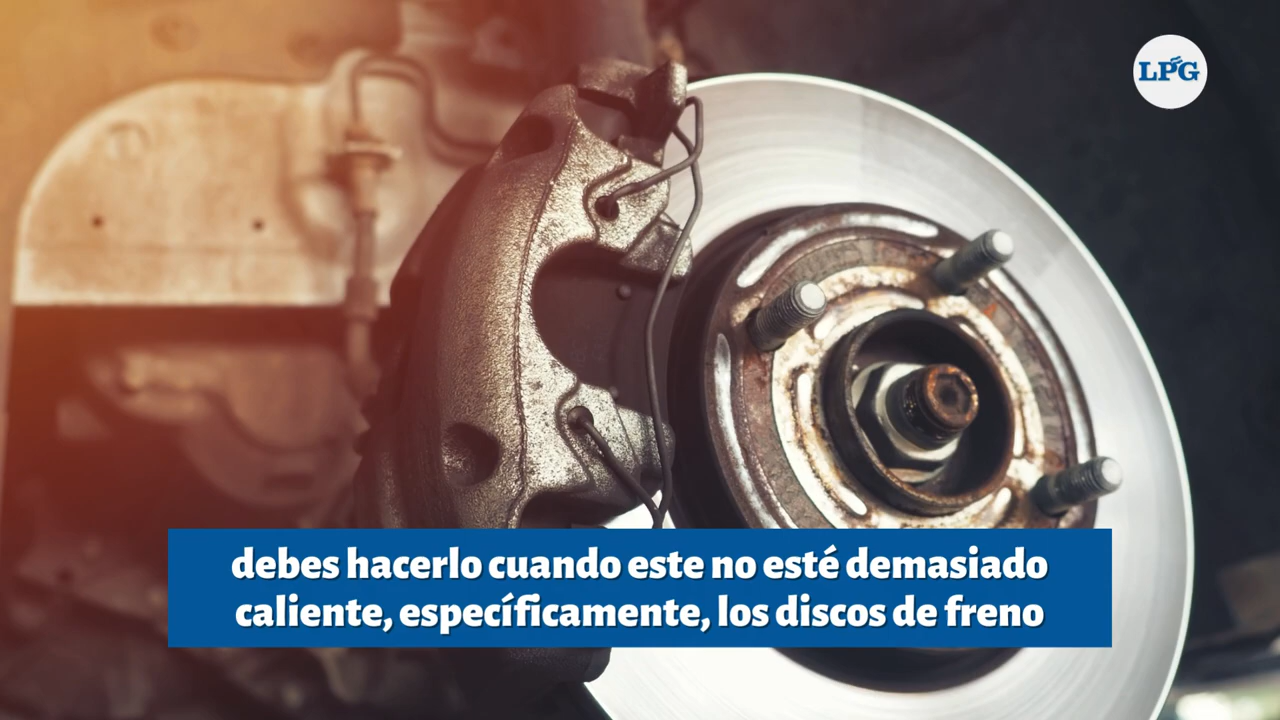 LPG
debes hacerlo cuando este no esté demasiado
caliente, específicamente, los discos de freno